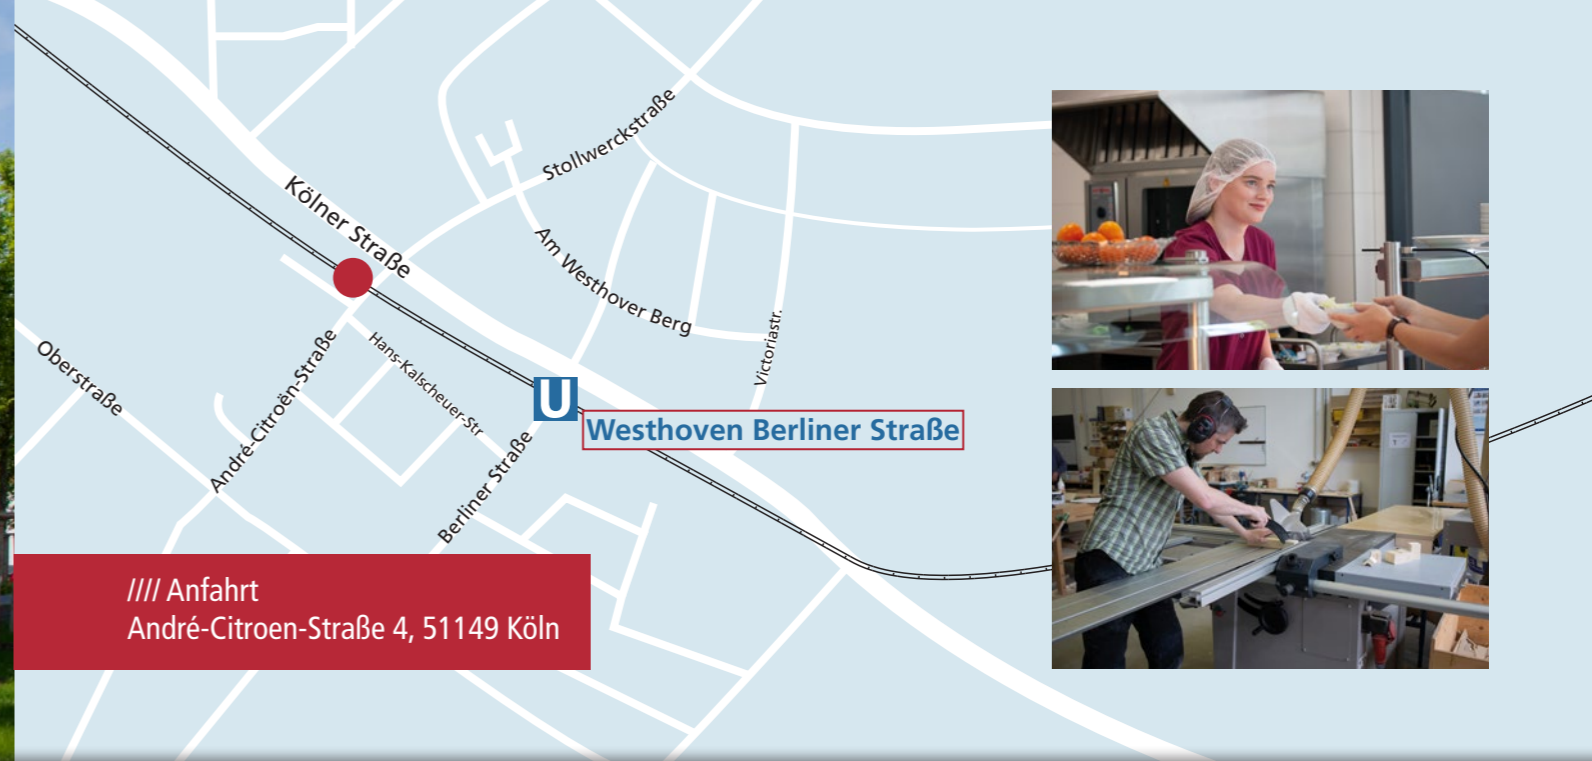 Stollwerckstraße
Kölner Straße
Am Westhover Berg
Victoriastr.
Oberstraße
André-Citroën-Straße
Hans-Kalscheuer-Str
U
Westhoven Berliner Straße
Berliner Straße
//// Anfahrt
André-Citroen-Straße 4, 51149 Köln